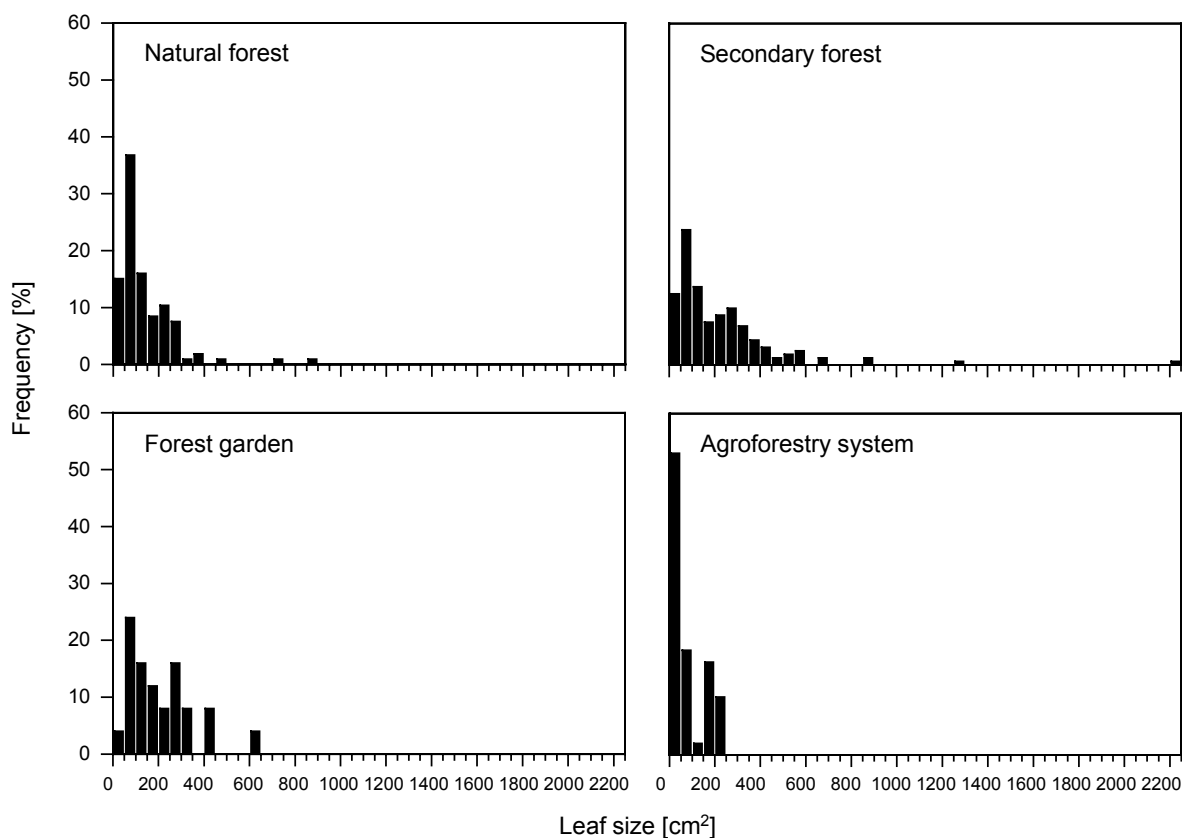 60
50
40
30
20
10
0
Natural forest
Secondary forest
Frequency [%]
60
50
40
30
20
10
0
Forest garden
Agroforestry system
0 200 400 600 800 1000 1200 1400 1600 1800 2000 2200
0 200 400 600 800 1000 1200 1400 1600 1800 2000 2200
Leaf size [cm²]